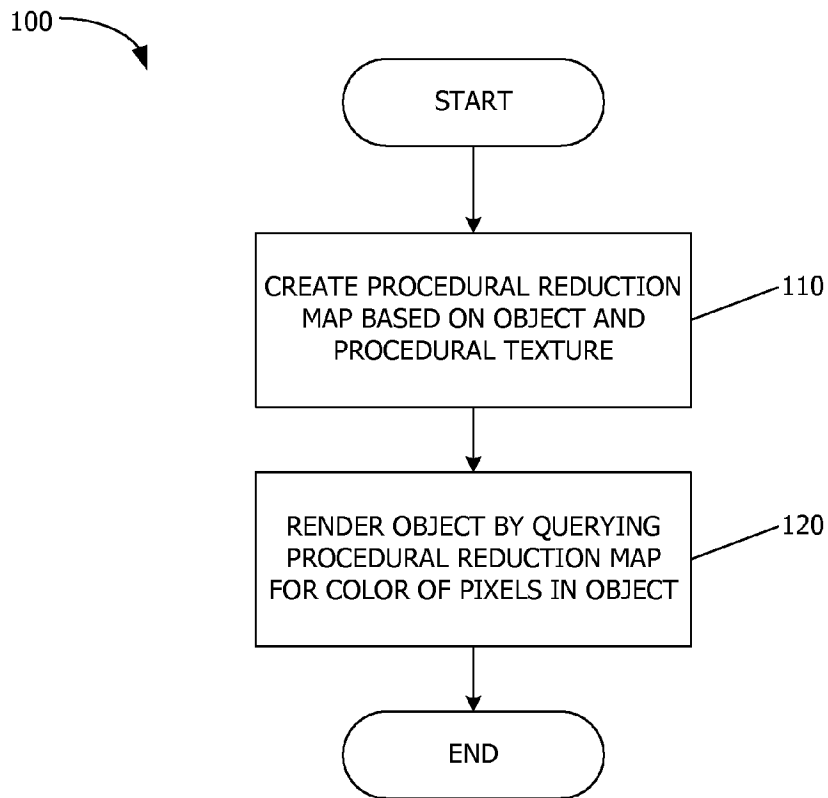 100
START
CREATE PROCEDURAL REDUCTION
MAP BASED ON OBJECT AND
PROCEDURAL TEXTURE
110
RENDER OBJECT BY QUERYING
PROCEDURAL REDUCTION MAP
FOR COLOR OF PIXELS IN OBJECT
120
END